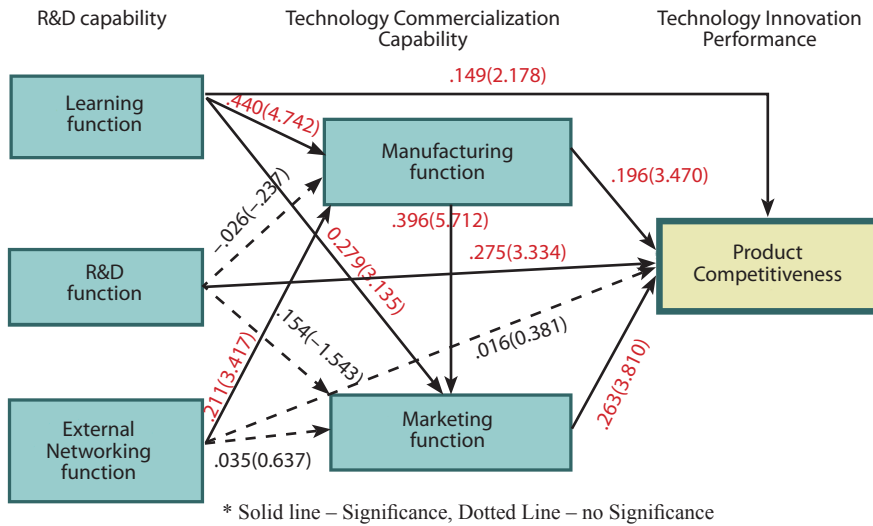 R&D capability
Technology Commercialization
Capability
Technology Innovation
Performance
Learning
function
.149(2.178)
.440(4.742)
Manufacturing
function
.196(3.470)
-.026(-.237)
.396(5.712)
0.279(3.135)
.275(3.334)
R&D
function
Product
Competitiveness
.154(-1.543)
.016(0.381)
.211(3.417)
.263(3.810)
External
Networking
function
Marketing
function
.035(0.637)
* Solid line – Significance, Dotted Line – no Significance